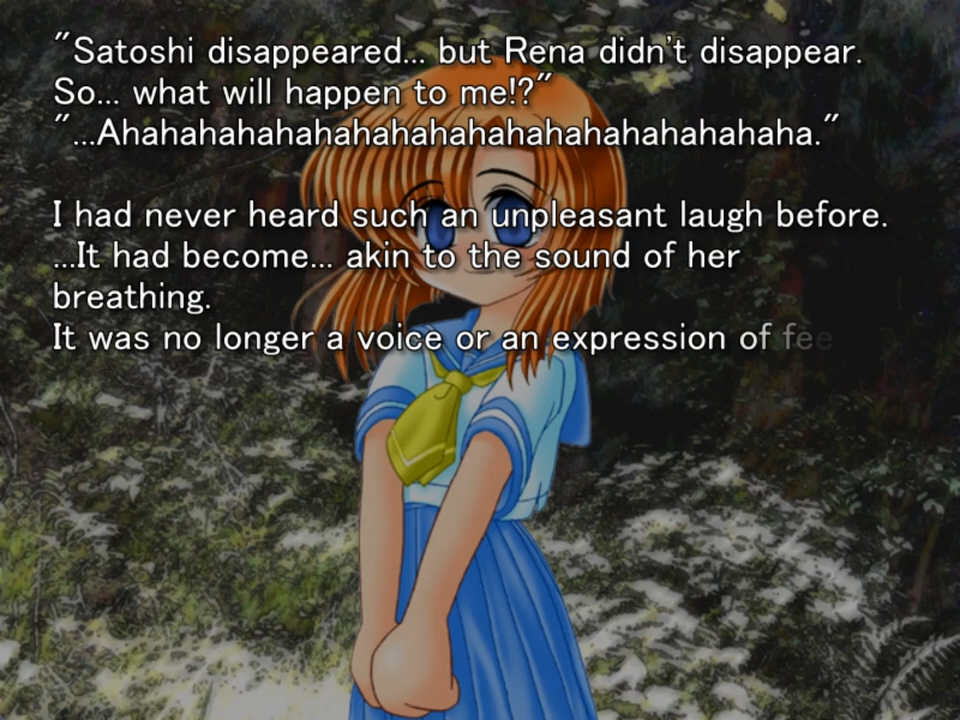 "Satoshi disappeared... but Rena didn't disappear.
So... what will happen to me!?"
"...Ahahahahahahahahahahahahahahahahahaha."
I had never heard such an unpleasant laugh before.
...It had become... akin to the sound of her
breathing.
It was no longer a voice or an expression of fee